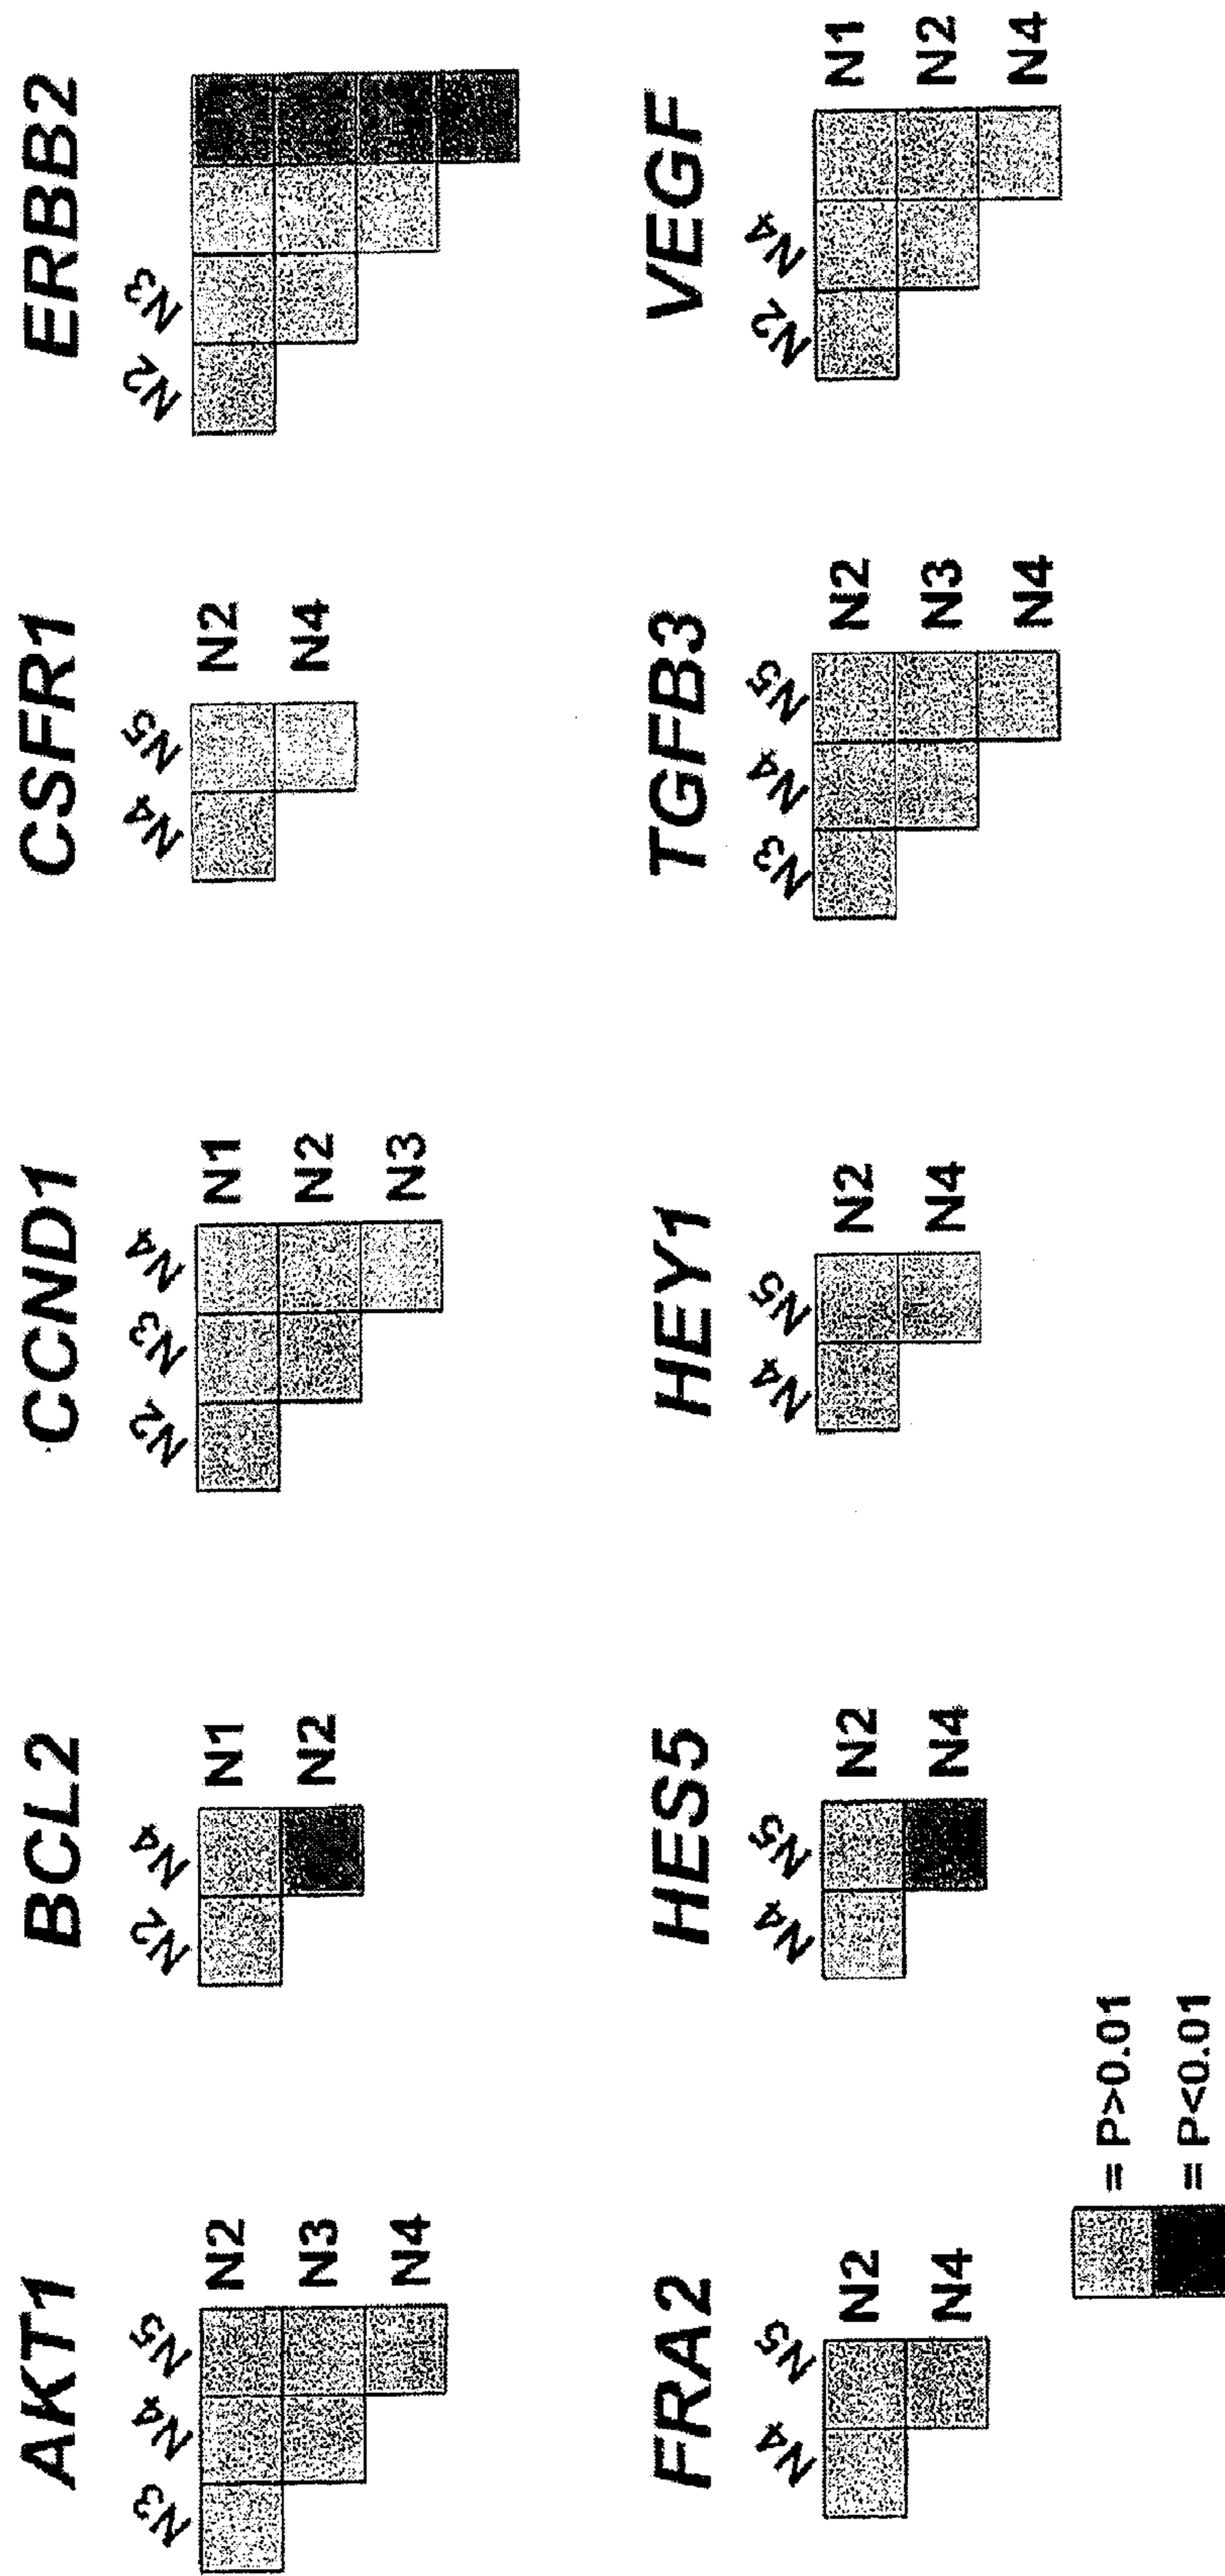 AKT1
N3 N4 N5
N2
N3
N4
BCL2
N2 N4
N1
N2
CCND1
N2 N3 N4
N1
N2
N3
CSFR1
N4 N5
N2
N4
ERBB2
N2 N3
FRA2
N4 N5
N2
N4
HES5
N4 N5
N2
N4
HEY1
N4 N5
N2
N4
TGFB3
N3 N4 N5
N2
N3
N4
VEGF
N2 N4
N1
N2
N4
= P>0.01
= P<0.01